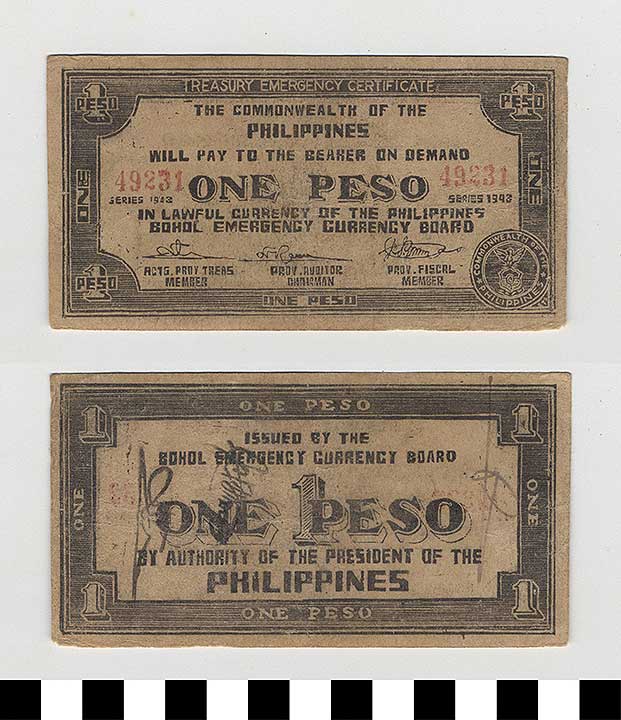 1 PESO TREASURY EMERGENCY CERTIFICATE 1 PESO
THE COMMONWEALTH OF THE
PHILIPPINES
WILL PAY TO THE BEARER ON DEMAND
49231 ONE PESO 49231
ONE ONE
SERIES 1943 SERIES 1943
IN LAWFUL CURRENCY OF THE PHILIPPINES
BOHOL EMERGENCY CURRENCY BOARD
ACTG. PROV TREAS PROV. AUDITOR PROV. FISCAL
MEMBER CHAIRMAN MEMBER
COMMONWEALTH OF THE PHILIPPINES
1 PESO
ONE PESO
ONE PESO
1 1
ISSUED BY THE
BOHOL EMERGENCY CURRENCY BOARD
ONE ONE 1 PESO ONE
BY AUTHORITY OF THE PRESIDENT OF THE
PHILIPPINES
1 1
ONE PESO